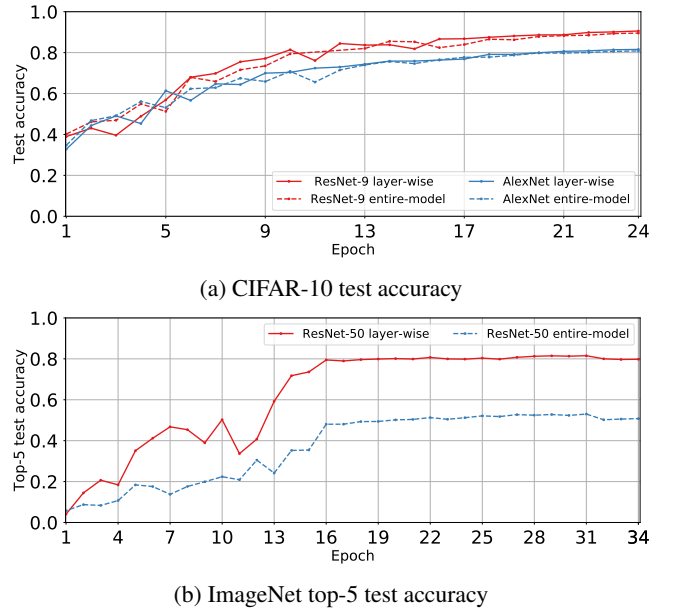 1.0
0.8
0.6
0.4
0.2
0.0
Test accuracy
ResNet-9 layer-wise
ResNet-9 entire-model
AlexNet layer-wise
AlexNet entire-model
1 5 9 13 17 21 24
Epoch
(a) CIFAR-10 test accuracy
1.0
0.8
0.6
0.4
0.2
0.0
Top-5 test accuracy
ResNet-50 layer-wise ResNet-50 entire-model
1 4 7 10 13 16 19 22 25 28 31 34
Epoch
(b) ImageNet top-5 test accuracy